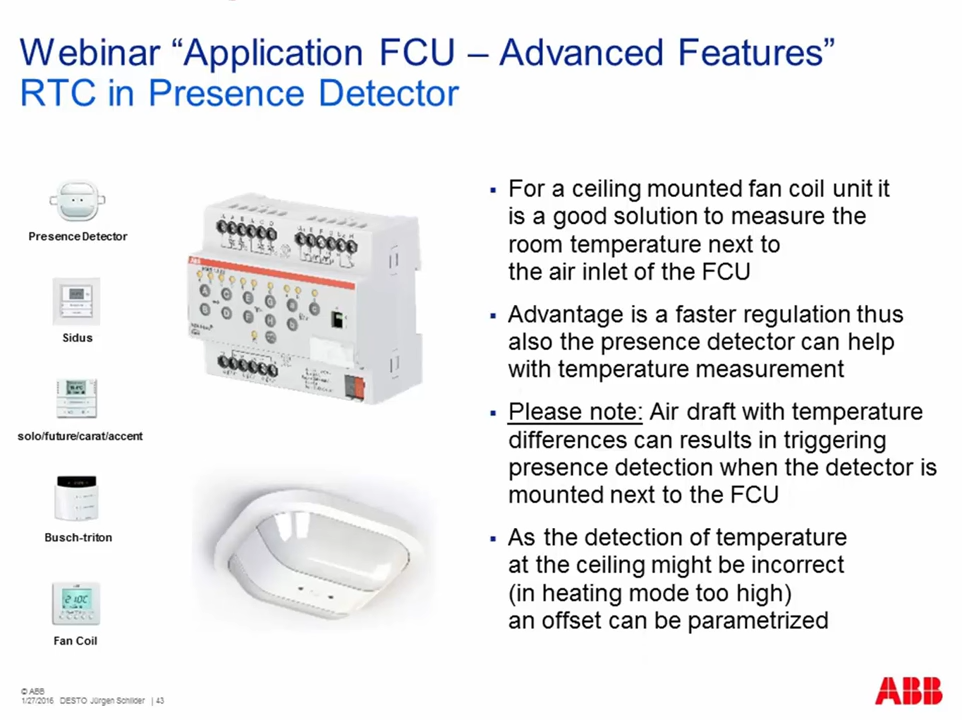 Webinar “Application FCU – Advanced Features”
RTC in Presence Detector
Presence Detector
Sidus
solo/future/carat/accent
Busch-triton
Fan Coil
ABB
▪ For a ceiling mounted fan coil unit it
is a good solution to measure the
room temperature next to
the air inlet of the FCU
▪ Advantage is a faster regulation thus
also the presence detector can help
with temperature measurement
▪ Please note: Air draft with temperature
differences can results in triggering
presence detection when the detector is
mounted next to the FCU
▪ As the detection of temperature
at the ceiling might be incorrect
(in heating mode too high)
an offset can be parametrized
© ABB
1/27/2016 DESTO Jürgen Schilder | 43
ABB